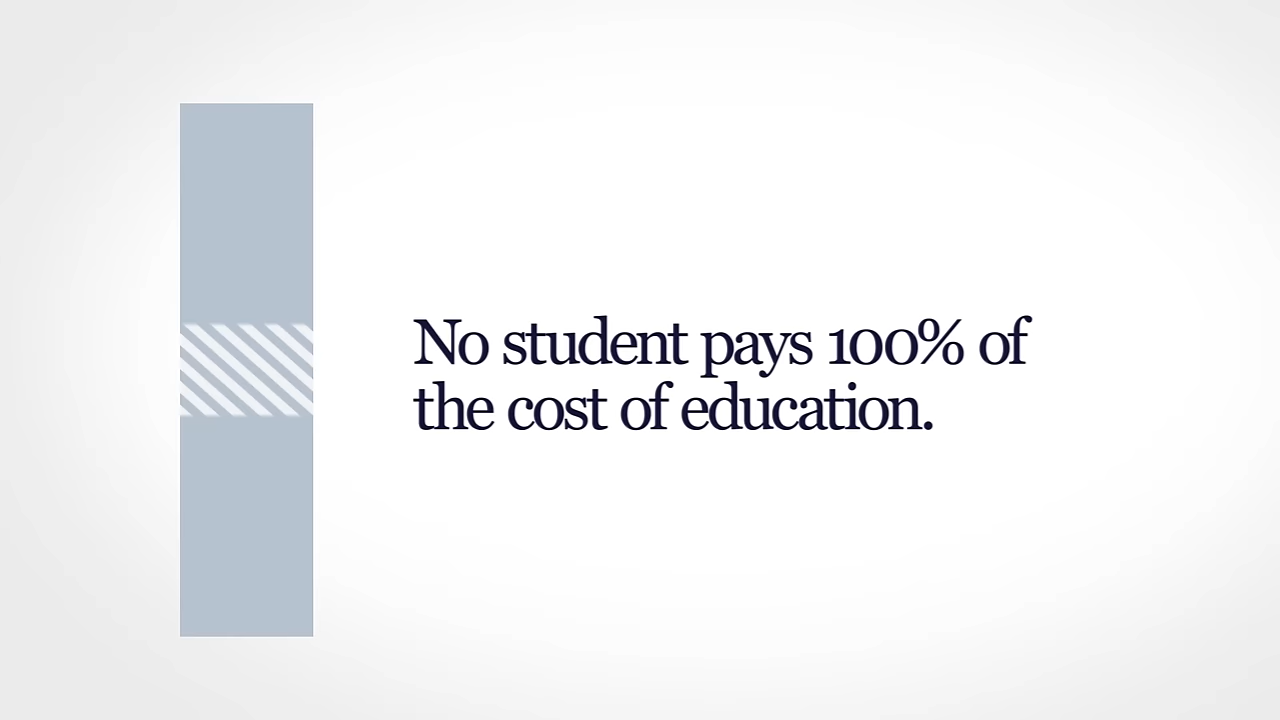 No student pays 100% of
the cost of education.